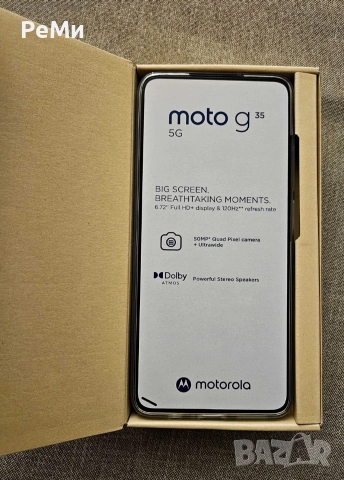 РеМи
moto g 35
5G
BIG SCREEN.
BREATHTAKING MOMENTS.
6.72" Full HD+ display & 120Hz** refresh rate
50MP* Quad Pixel camera
+ Ultrawide
Dolby
ATMOS
Powerful Stereo Speakers
motorola
BAZAR